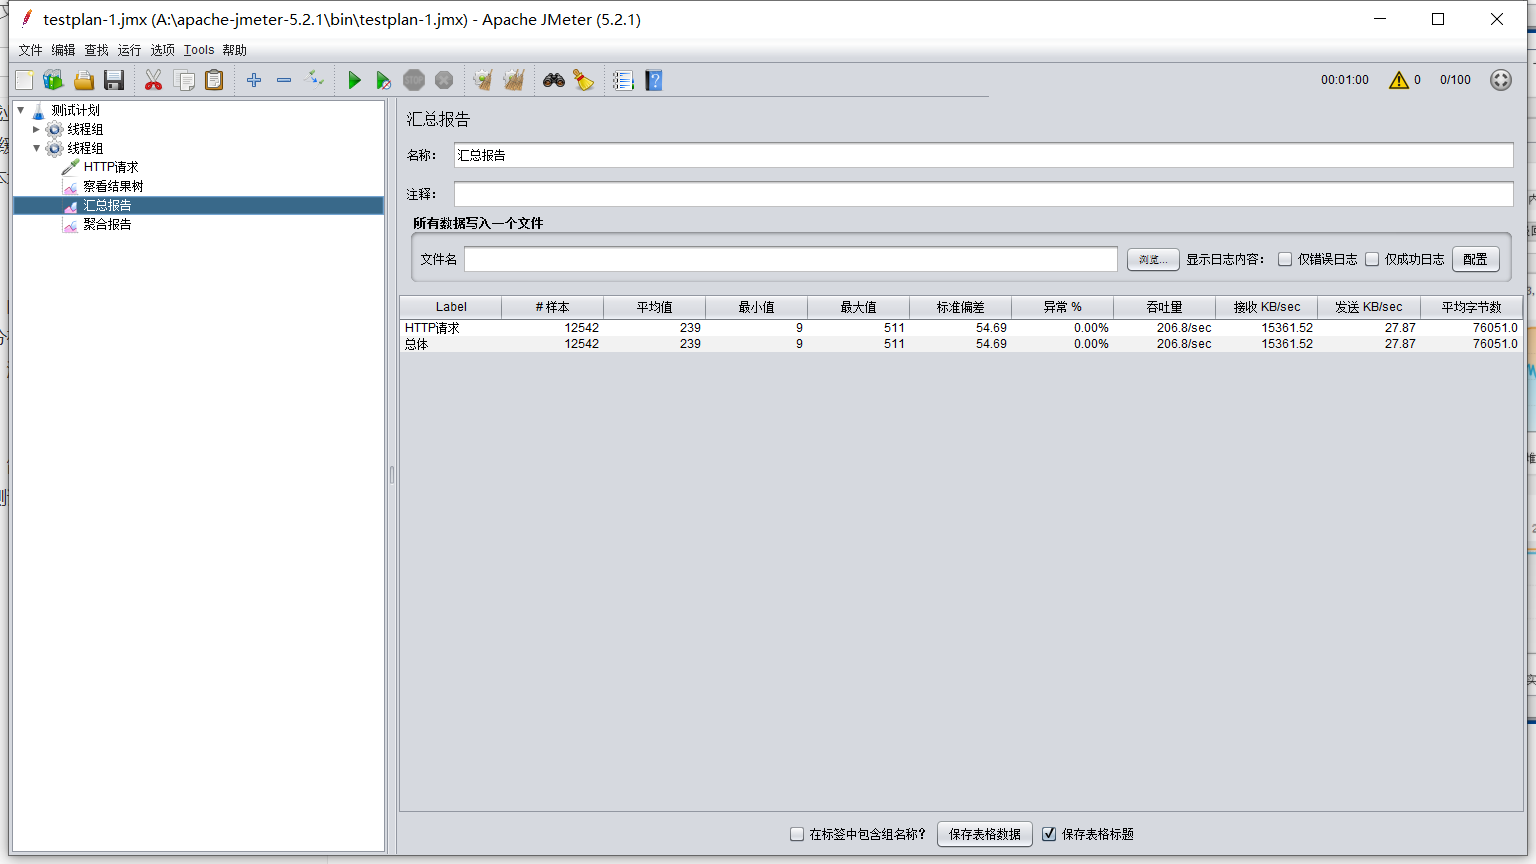 testplan-1.jmx (A:\apache-jmeter-5.2.1\bin\testplan-1.jmx) - Apache JMeter (5.2.1)
文件 编辑 查找 运行 选项 Tools 帮助
STOP 00:01:00 0 0/100
测试计划
线程组
线程组
HTTP请求
察看结果树
汇总报告
聚合报告
汇总报告
名称： 汇总报告
注释：
所有数据写入一个文件
文件名 浏览... 显示日志内容： 仅错误日志 仅成功日志 配置
Label # 样本 平均值 最小值 最大值 标准偏差 异常 % 吞吐量 接收 KB/sec 发送 KB/sec 平均字节数
HTTP请求 12542 239 9 511 54.69 0.00% 206.8/sec 15361.52 27.87 76051.0
总体 12542 239 9 511 54.69 0.00% 206.8/sec 15361.52 27.87 76051.0
在标签中包含组名称？ 保存表格数据 保存表格标题